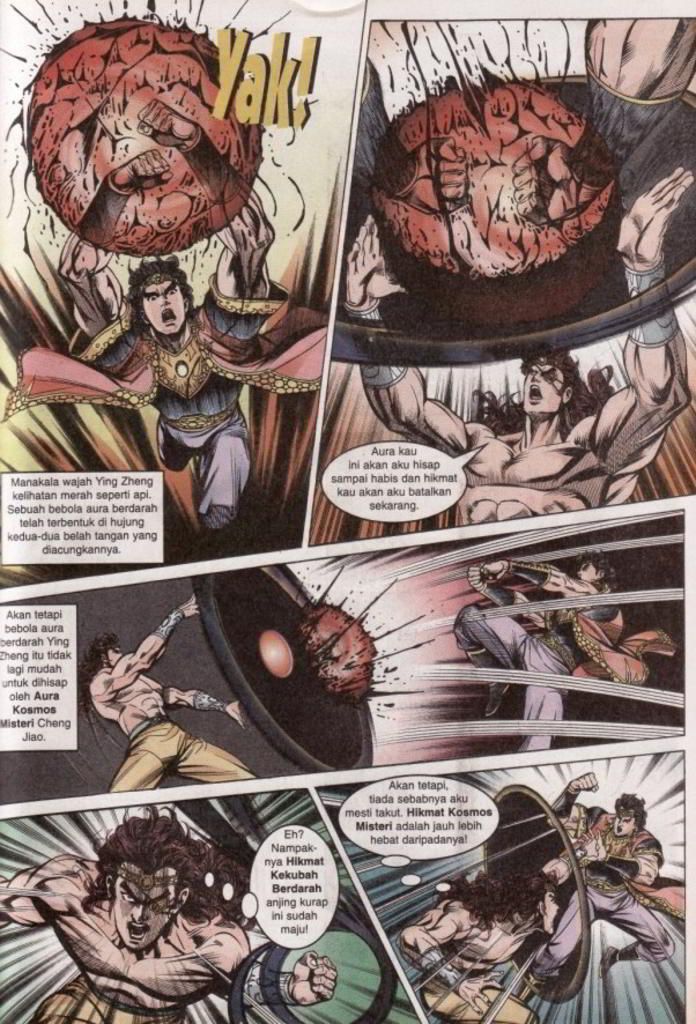 Yak!
Manakala wajah Ying Zheng
kelihatan merah seperti api.
Sebuah bebola aura berdarah
telah terbentuk di hujung
kedua-dua belah tangan yang
diacungkannya.
Aura kau
ini akan aku hisap
sampai habis dan hikmat
kau akan aku batalkan
sekarang.
Akan tetapi
bebola aura
berdarah Ying
Zheng itu tidak
lagi mudah
untuk dihisap
oleh Aura
Kosmos
Misteri Cheng
Jiao.
Eh?
Nampak-
nya Hikmat
Kekubah
Berdarah
anjing kurap
ini sudah
maju!
Akan tetapi,
tiada sebabnya aku
mesti takut. Hikmat Kosmos
Misteri adalah jauh lebih
hebat daripadanya!